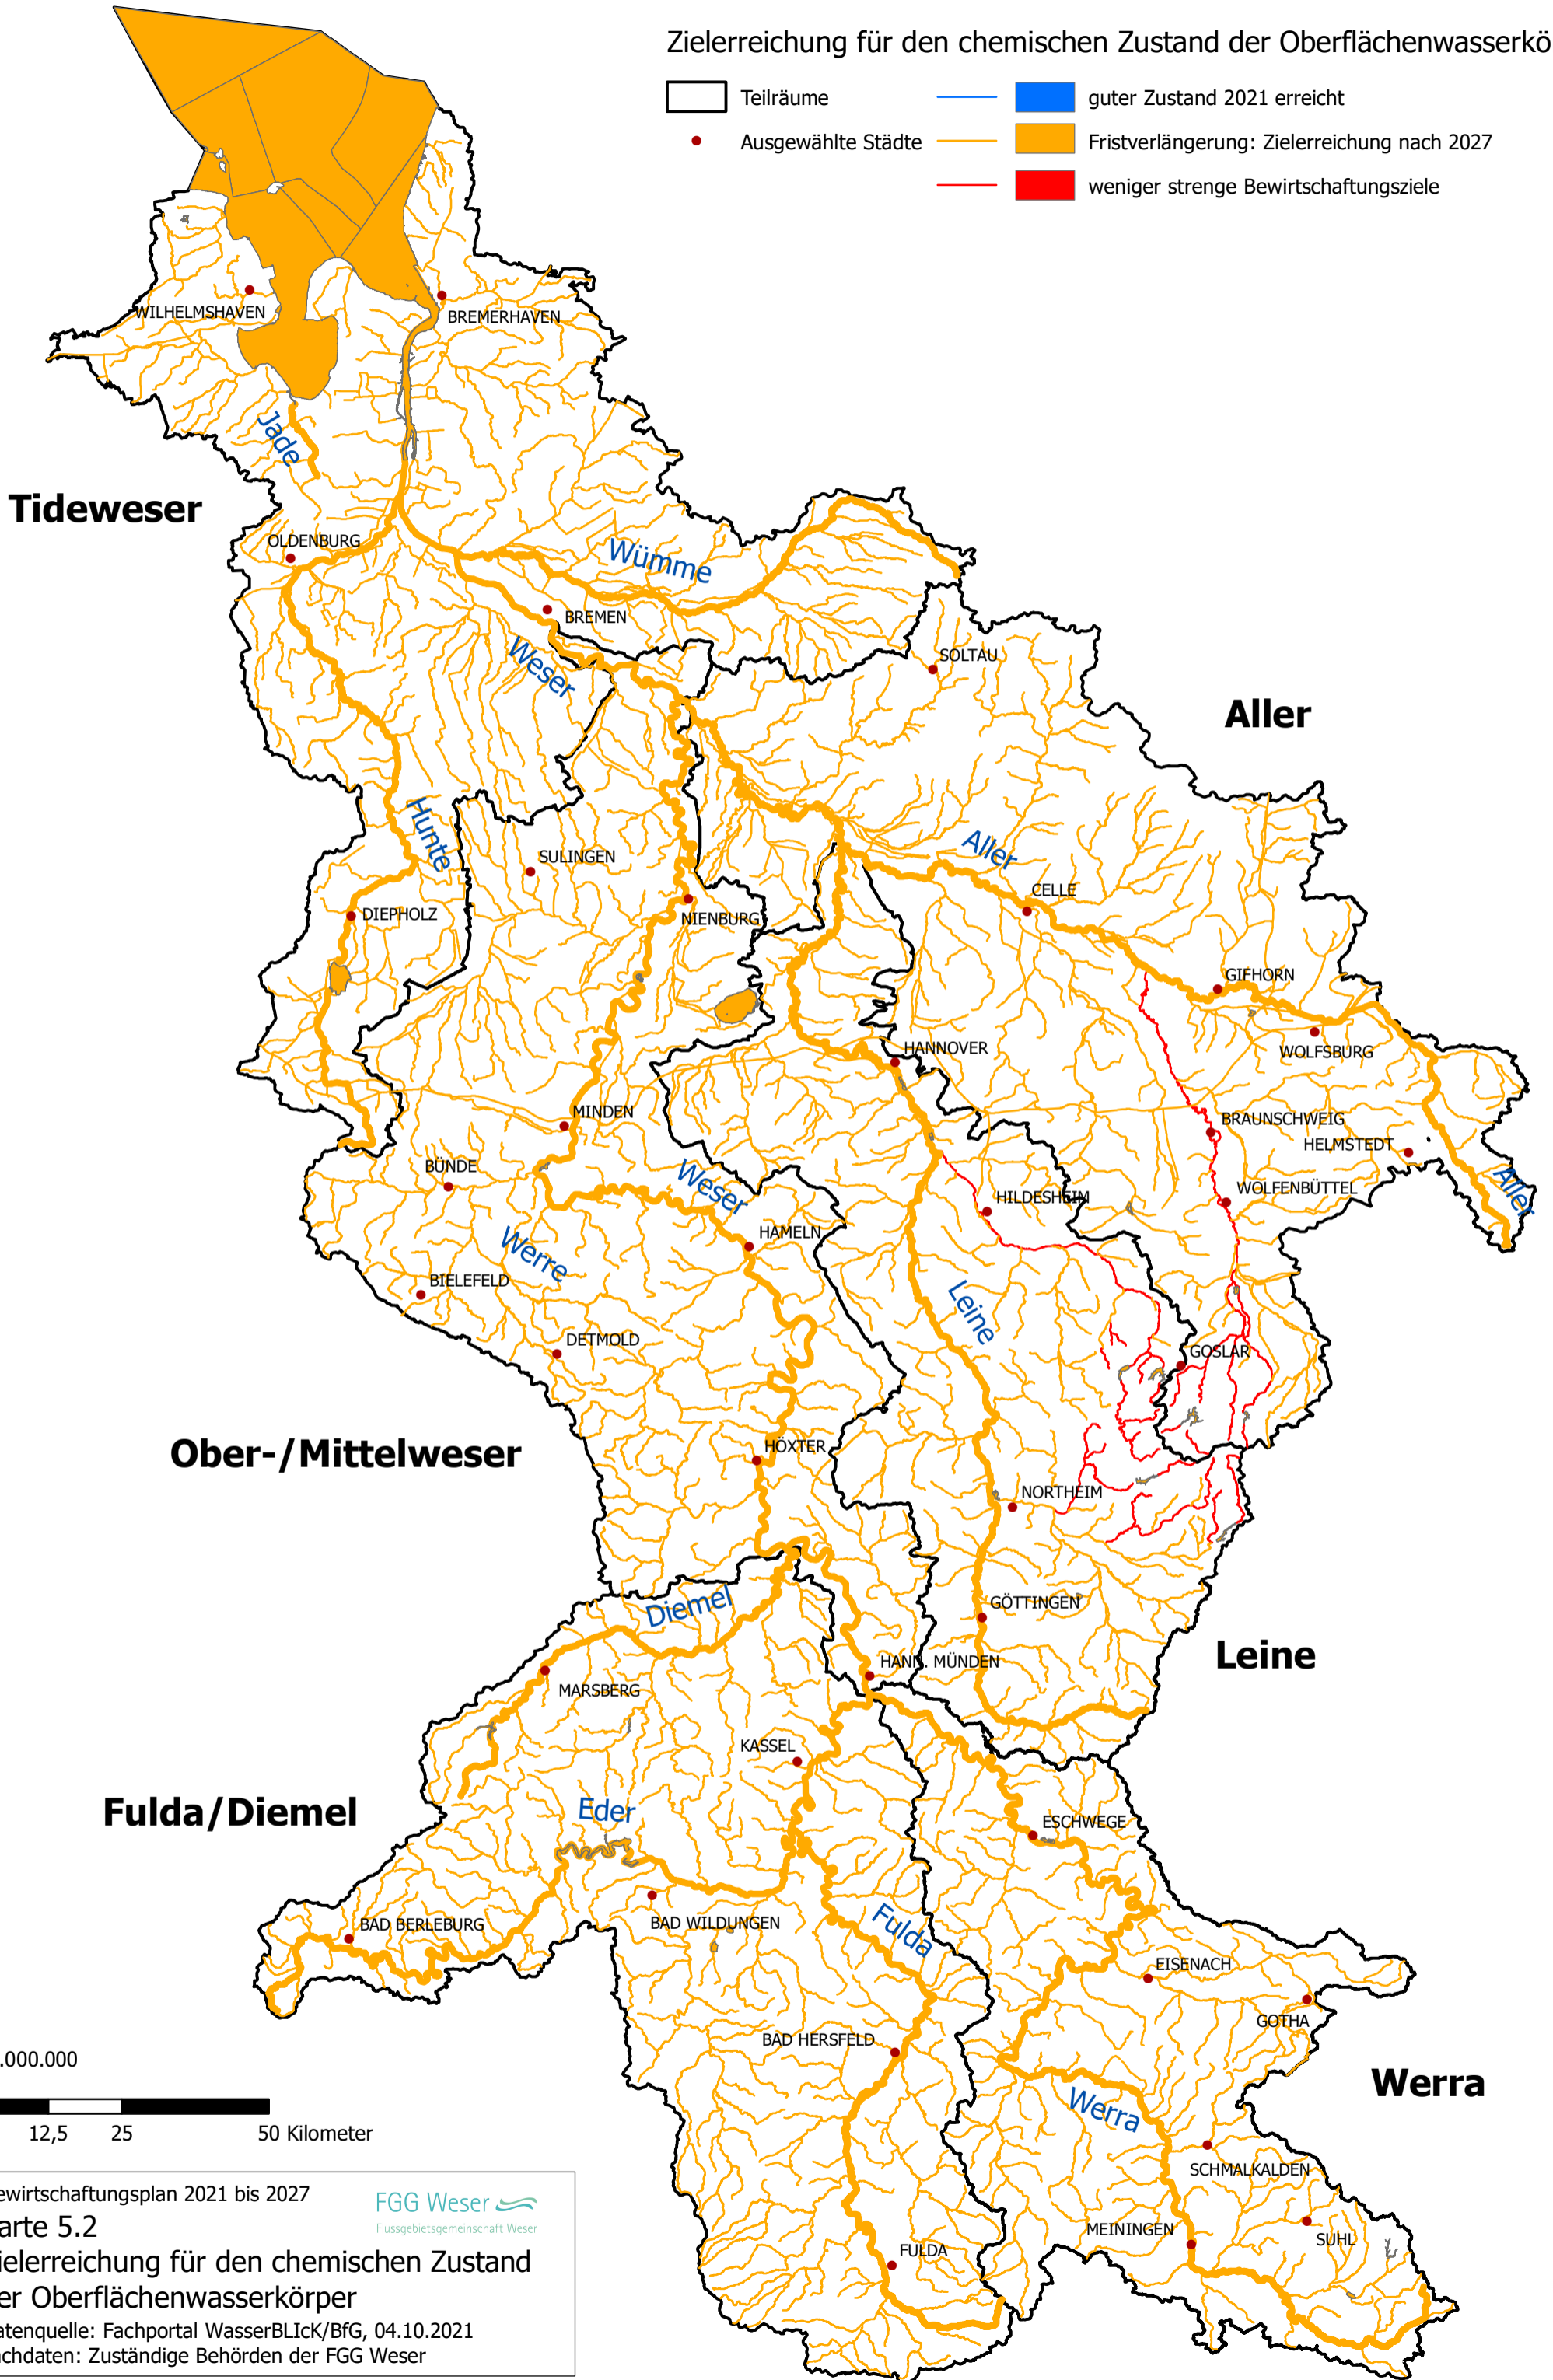 Zielerreichung für den chemischen Zustand der Oberflächenwasserkö
Teilräume
guter Zustand 2021 erreicht
Ausgewählte Städte
Fristverlängerung: Zielerreichung nach 2027
weniger strenge Bewirtschaftungsziele
WILHELMSHAVEN
BREMERHAVEN
Jade
Tideweser
OLDENBURG
Wümme
BREMEN
Weser
SOLTAU
Aller
Hunte
Aller
SULINGEN
CELLE
DIEPHOLZ
NIENBURG
GIFHORN
HANNOVER
WOLFSBURG
MINDEN
BRAUNSCHWEIG
HELMSTEDT
BÜNDE
Weser
HILDESHEIM
WOLFENBÜTTEL
Aller
HAMELN
Werre
BIELEFELD
Leine
DETMOLD
GOSLAR
Ober-/Mittelweser
HÖXTER
NORTHEIM
Diemel
GÖTTINGEN
Leine
HANN. MÜNDEN
MARSBERG
KASSEL
Fulda/Diemel
Eder
ESCHWEGE
BAD BERLEBURG
BAD WILDUNGEN
Fulda
EISENACH
GOTHA
BAD HERSFELD
.000.000
Werra
Werra
12,5 25 50 Kilometer
SCHMALKALDEN
MEININGEN
SUHL
FULDA
ewirtschaftungsplan 2021 bis 2027
FGG Weser
Flussgebietsgemeinschaft Weser
arte 5.2
ielerreichung für den chemischen Zustand
er Oberflächenwasserkörper
atenquelle: Fachportal WasserBLIcK/BfG, 04.10.2021
achdaten: Zuständige Behörden der FGG Weser